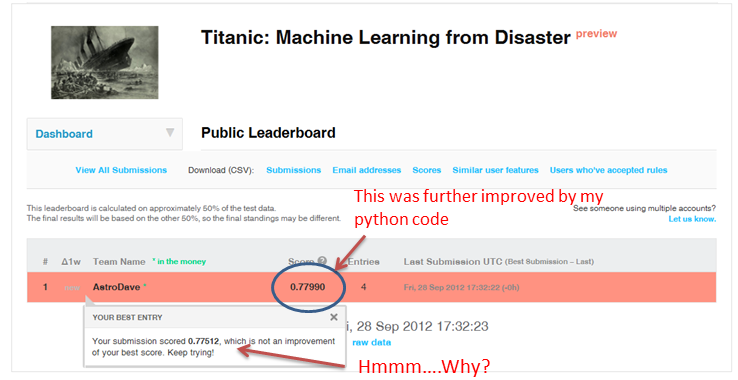 Titanic: Machine Learning from Disaster preview
Dashboard
Public Leaderboard
View All Submissions Download (CSV): Submissions Email addresses Scores Similar user features Users who've accepted rules
This was further improved by my
python code
This leaderboard is calculated on approximately 50% of the test data.
The final results will be based on the other 50%, so the final standings may be different.
See someone using multiple accounts?
Let us know.
# Δ1w Team Name * in the money Score Entries Last Submission UTC (Best Submission – Last)
1 new AstroDave * 0.77990 4 Fri, 28 Sep 2012 17:32:22 (-0h)
YOUR BEST ENTRY
Your submission scored 0.77512, which is not an improvement
of your best score. Keep trying!
i, 28 Sep 2012 17:32:23
raw data
Hmmm....Why?